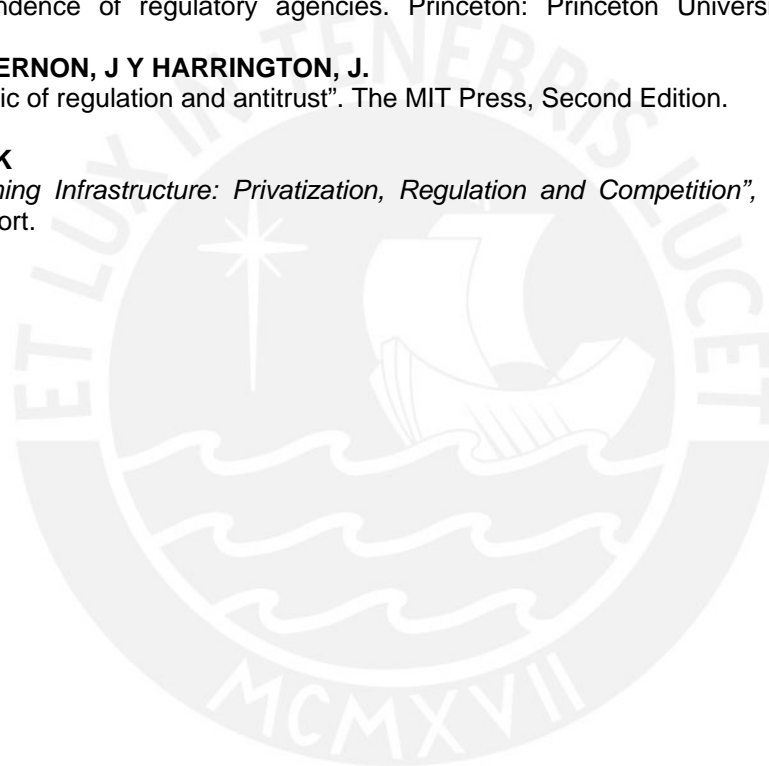 ndence of regulatory agencies. Princeton: Princeton Univers
ERNON, J Y HARRINGTON, J.
ic of regulation and antitrust”. The MIT Press, Second Edition.
K
ning Infrastructure: Privatization, Regulation and Competition”,
ort.
ET LUX IN TENEBRIS LUCET
MCMXVII